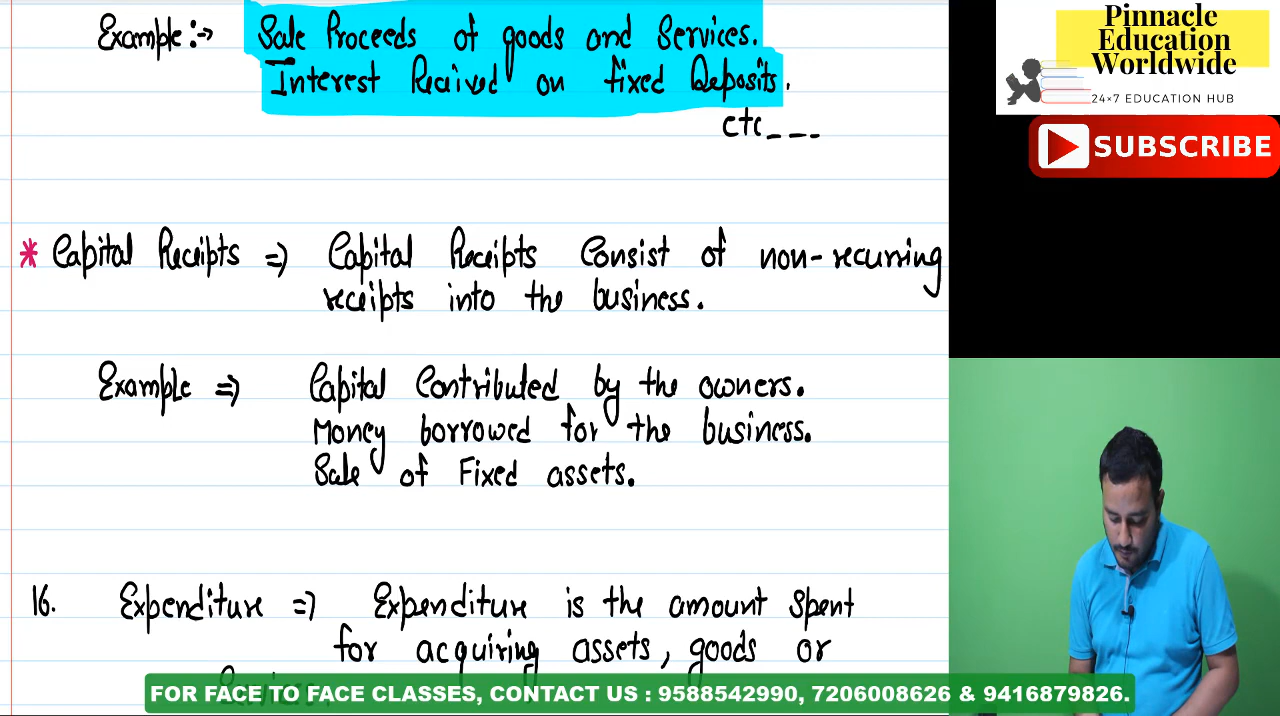 Example :->
Sale Proceeds of goods and Services.
Interest Received on fixed Deposits.
etc_ _ _
* Capital Receipts => Capital Receipts Consist of non-recurring
receipts into the business.
Example => Capital Contributed by the owners.
Money borrowed for the business.
Sale of Fixed assets.
16. Expenditure => Expenditure is the amount spent
for acquiring assets, goods or
Services.
FOR FACE TO FACE CLASSES, CONTACT US : 9588542990, 7206008626 & 9416879826.
Pinnacle
Education
Worldwide
24×7 EDUCATION HUB
SUBSCRIBE